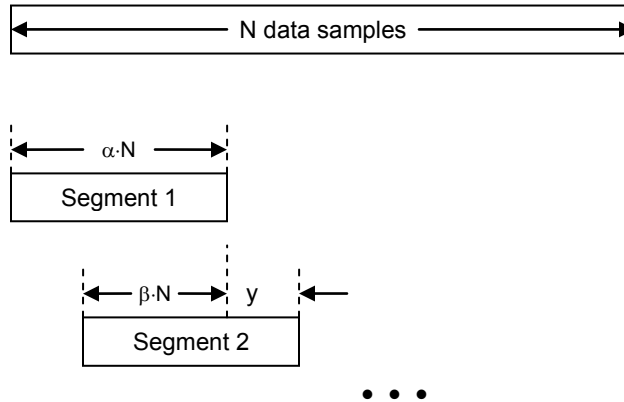 N data samples
α·N
Segment 1
β·N
y
Segment 2
• • •